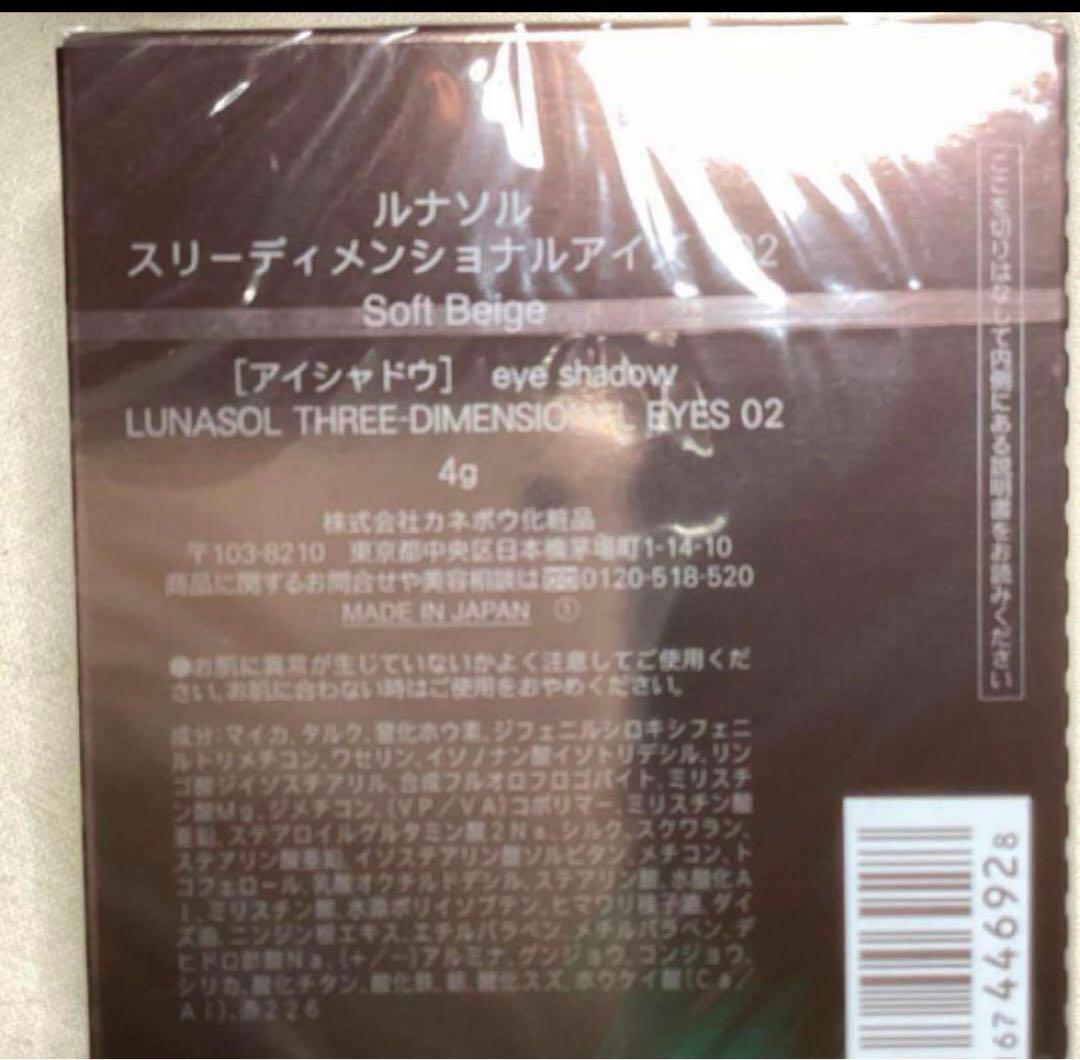 ルナソル
スリーディメンショナルアイズ 02
Soft Beige
[アイシャドウ] eye shadow
LUNASOL THREE-DIMENSIONAL EYES 02
4g
株式会社カネボウ化粧品
〒103-8210 東京都中央区日本橋茅場町1-14-10
商品に関するお問合せや美容相談は 0120-518-520
MADE IN JAPAN ①
●お肌に異常が生じていないかよく注意してご使用くだ
さい。お肌に合わない時はご使用をおやめください。
成分:マイカ、タルク、窒化ホウ素、ジフェニルシロキシフェニ
ルトリメチコン、ワセリン、イソノナン酸イソトリデシル、リン
ゴ酸ジイソステアリル、合成フルオロフロゴパイト、ミリスチ
ン酸Mg、ジメチコン、(VP/VA)コポリマー、ミリスチン酸
亜鉛、ステアロイルグルタミン酸2Na、シルク、スクワラン、
ステアリン酸亜鉛、イソステアリン酸ソルビタン、メチコン、ト
コフェロール、乳酸オクチルドデシル、ステアリン酸、水酸化A
l、ミリスチン酸、水添ポリイソブテン、ヒマワリ種子油、ダイ
ズ油、ニンジン根エキス、エチルパラベン、メチルパラベン、デ
ヒドロ酢酸Na、(+/-)アルミナ、グンジョウ、コンジョウ、
シリカ、酸化チタン、酸化鉄、銀、酸化スズ、ホウケイ酸(Ca/
Al)、赤226
ここを切りはなして内側にある説明書をお読みください
6744 6928